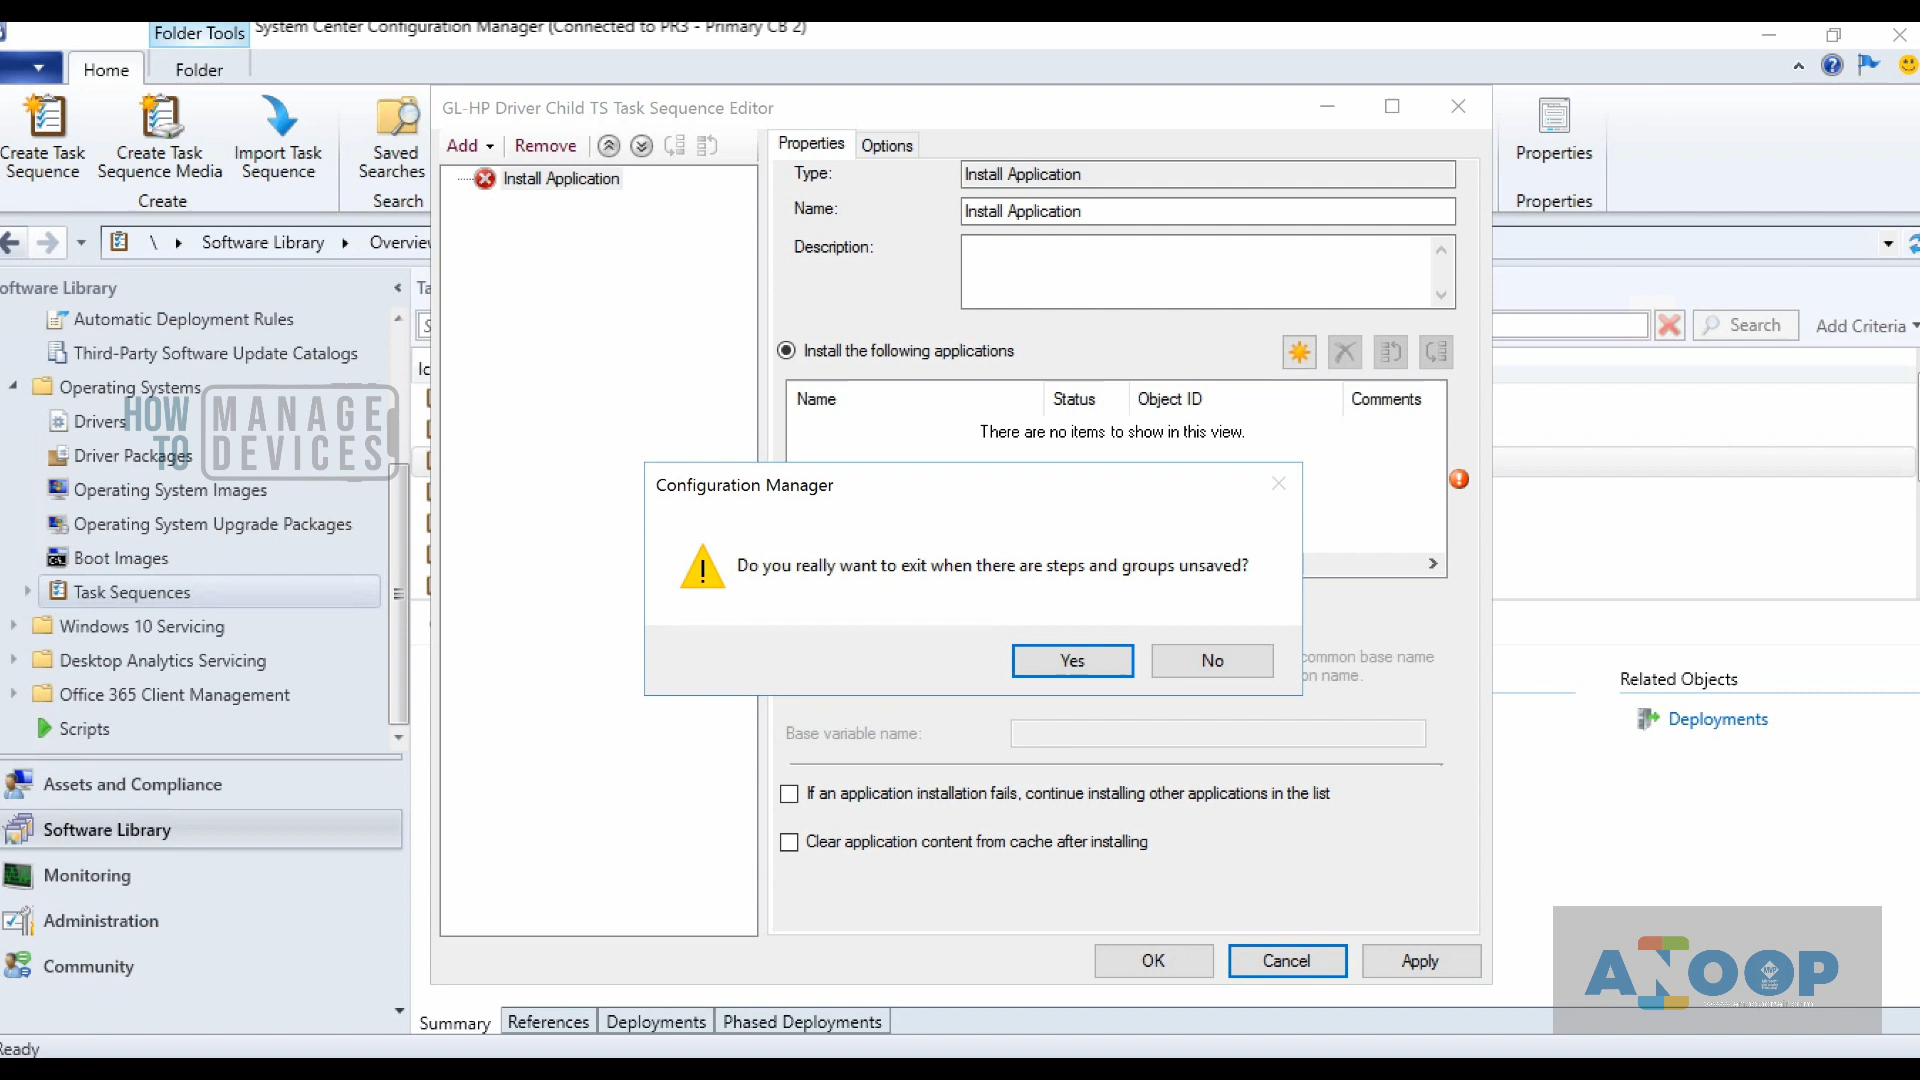 Folder Tools
System Center Configuration Manager (Connected to PR3 - Primary CB 2)
Home
Folder
Create Task Sequence
Create Task Sequence Media
Import Task Sequence
Saved Searches
Create
Search
Properties
Properties
\ Software Library
GL-HP Driver Child TS Task Sequence Editor
Add
Remove
Install Application
Properties
Options
Type:
Install Application
Name:
Install Application
Description:
Install the following applications
Name
Status
Object ID
Comments
There are no items to show in this view.
Configuration Manager
Do you really want to exit when there are steps and groups unsaved?
Yes
No
common base name
name.
Base variable name:
If an application installation fails, continue installing other applications in the list
Clear application content from cache after installing
OK
Cancel
Apply
Search
Add Criteria
Library
Automatic Deployment Rules
Third-Party Software Update Catalogs
Operating Systems
Drivers
Driver Packages
Operating System Images
Operating System Upgrade Packages
Boot Images
Task Sequences
Windows 10 Servicing
Desktop Analytics Servicing
Office 365 Client Management
Scripts
HOW TO
MANAGE
DEVICES
Assets and Compliance
Software Library
Monitoring
Administration
Community
Related Objects
Deployments
ANOOP
Summary
References
Deployments
Phased Deployments